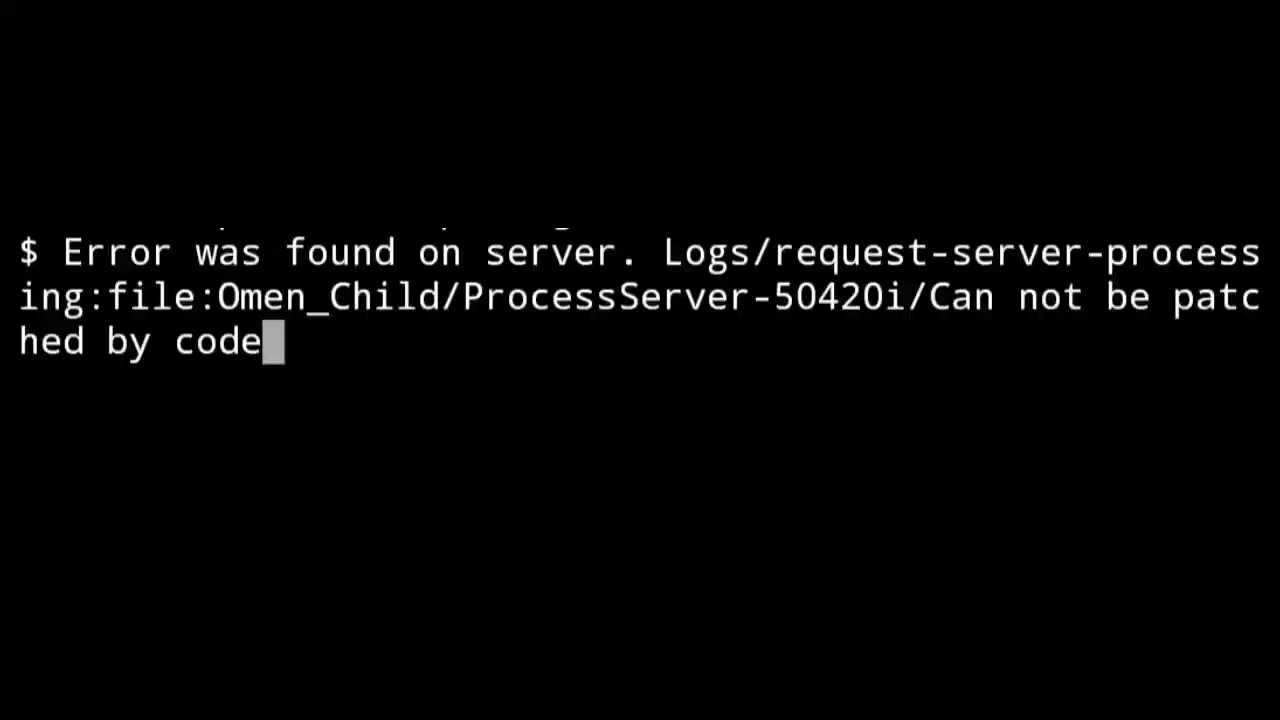 $ Error was found on server. Logs/request-server-process
ing:file:Omen_Child/ProcessServer-50420i/Can not be patc
hed by code